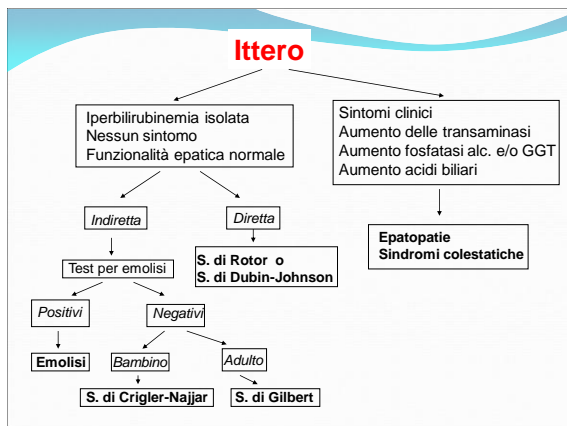 Ittero
Iperbilirubinemia isolata
Nessun sintomo
Funzionalità epatica normale
Sintomi clinici
Aumento delle transaminasi
Aumento fosfatasi alc. e/o GGT
Aumento acidi biliari
Indiretta
Diretta
Epatopatie
Sindromi colestatiche
S. di Rotor o
S. di Dubin-Johnson
Test per emolisi
Positivi
Negativi
Emolisi
Bambino
Adulto
S. di Crigler-Najjar
S. di Gilbert